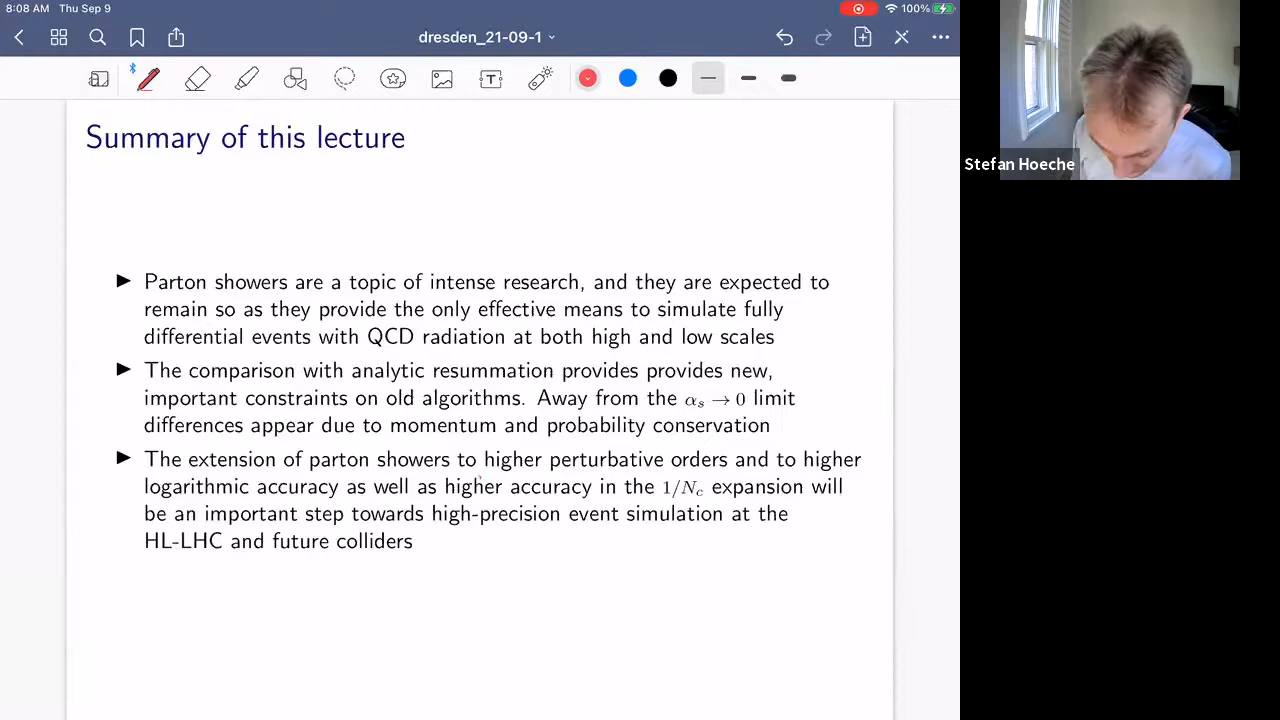 8:08 AM Thu Sep 9
100%
dresden_21-09-1
T
Summary of this lecture
Stefan Hoeche
▶ Parton showers are a topic of intense research, and they are expected to
remain so as they provide the only effective means to simulate fully
differential events with QCD radiation at both high and low scales
▶ The comparison with analytic resummation provides provides new,
important constraints on old algorithms. Away from the αs → 0 limit
differences appear due to momentum and probability conservation
▶ The extension of parton showers to higher perturbative orders and to higher
logarithmic accuracy as well as higher accuracy in the 1/Nc expansion will
be an important step towards high-precision event simulation at the
HL-LHC and future colliders